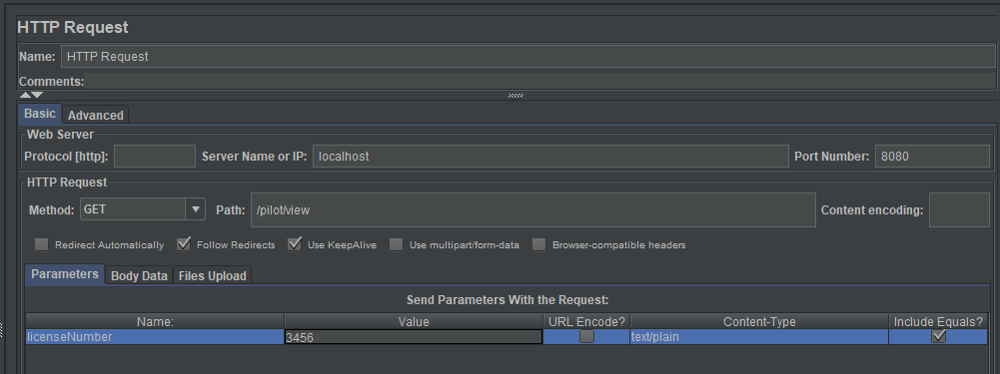 HTTP Request
Name: HTTP Request
Comments:
Basic Advanced
Web Server
Protocol [http]: Server Name or IP: localhost Port Number: 8080
HTTP Request
Method: GET Path: /pilot/view Content encoding:
Redirect Automatically Follow Redirects Use KeepAlive Use multipart/form-data Browser-compatible headers
Parameters Body Data Files Upload
Send Parameters With the Request:
Name: Value URL Encode? Content-Type Include Equals?
licenseNumber 3456 text/plain